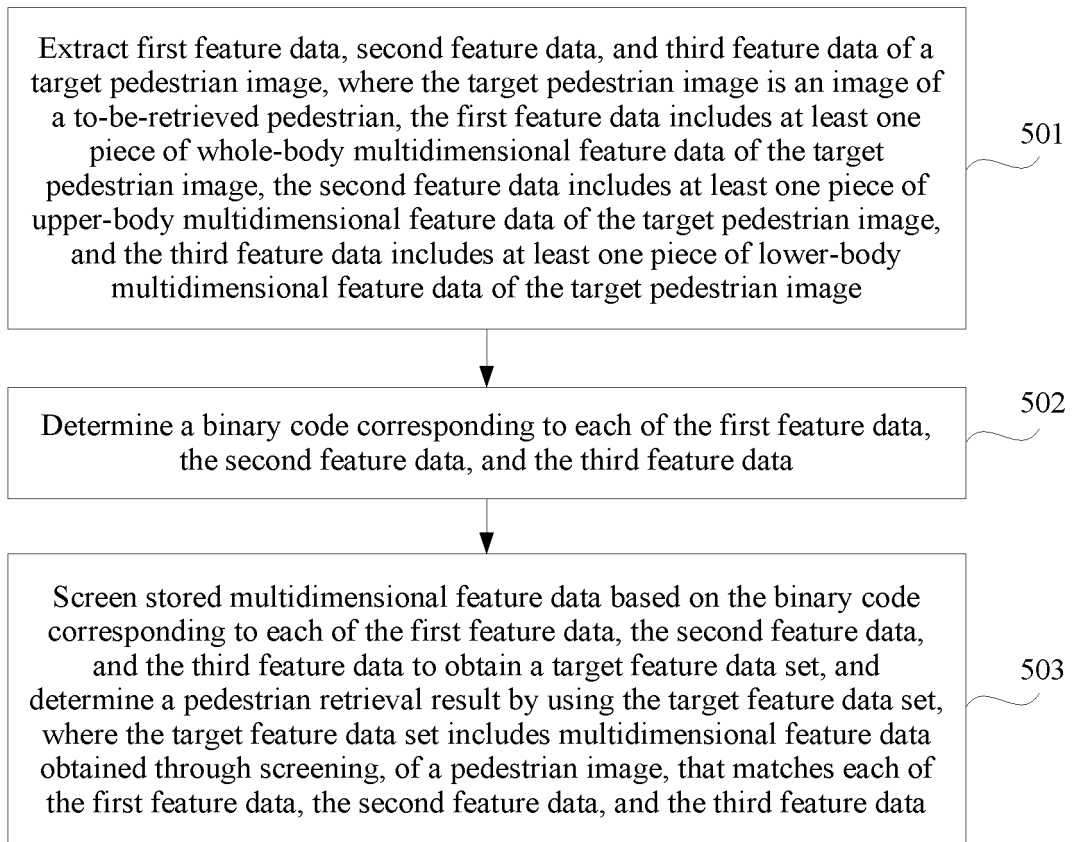 Extract first feature data, second feature data, and third feature data of a
target pedestrian image, where the target pedestrian image is an image of
a to-be-retrieved pedestrian, the first feature data includes at least one
piece of whole-body multidimensional feature data of the target
pedestrian image, the second feature data includes at least one piece of
upper-body multidimensional feature data of the target pedestrian image,
and the third feature data includes at least one piece of lower-body
multidimensional feature data of the target pedestrian image
501
Determine a binary code corresponding to each of the first feature data,
the second feature data, and the third feature data
502
Screen stored multidimensional feature data based on the binary code
corresponding to each of the first feature data, the second feature data,
and the third feature data to obtain a target feature data set, and
determine a pedestrian retrieval result by using the target feature data set,
where the target feature data set includes multidimensional feature data
obtained through screening, of a pedestrian image, that matches each of
the first feature data, the second feature data, and the third feature data
503